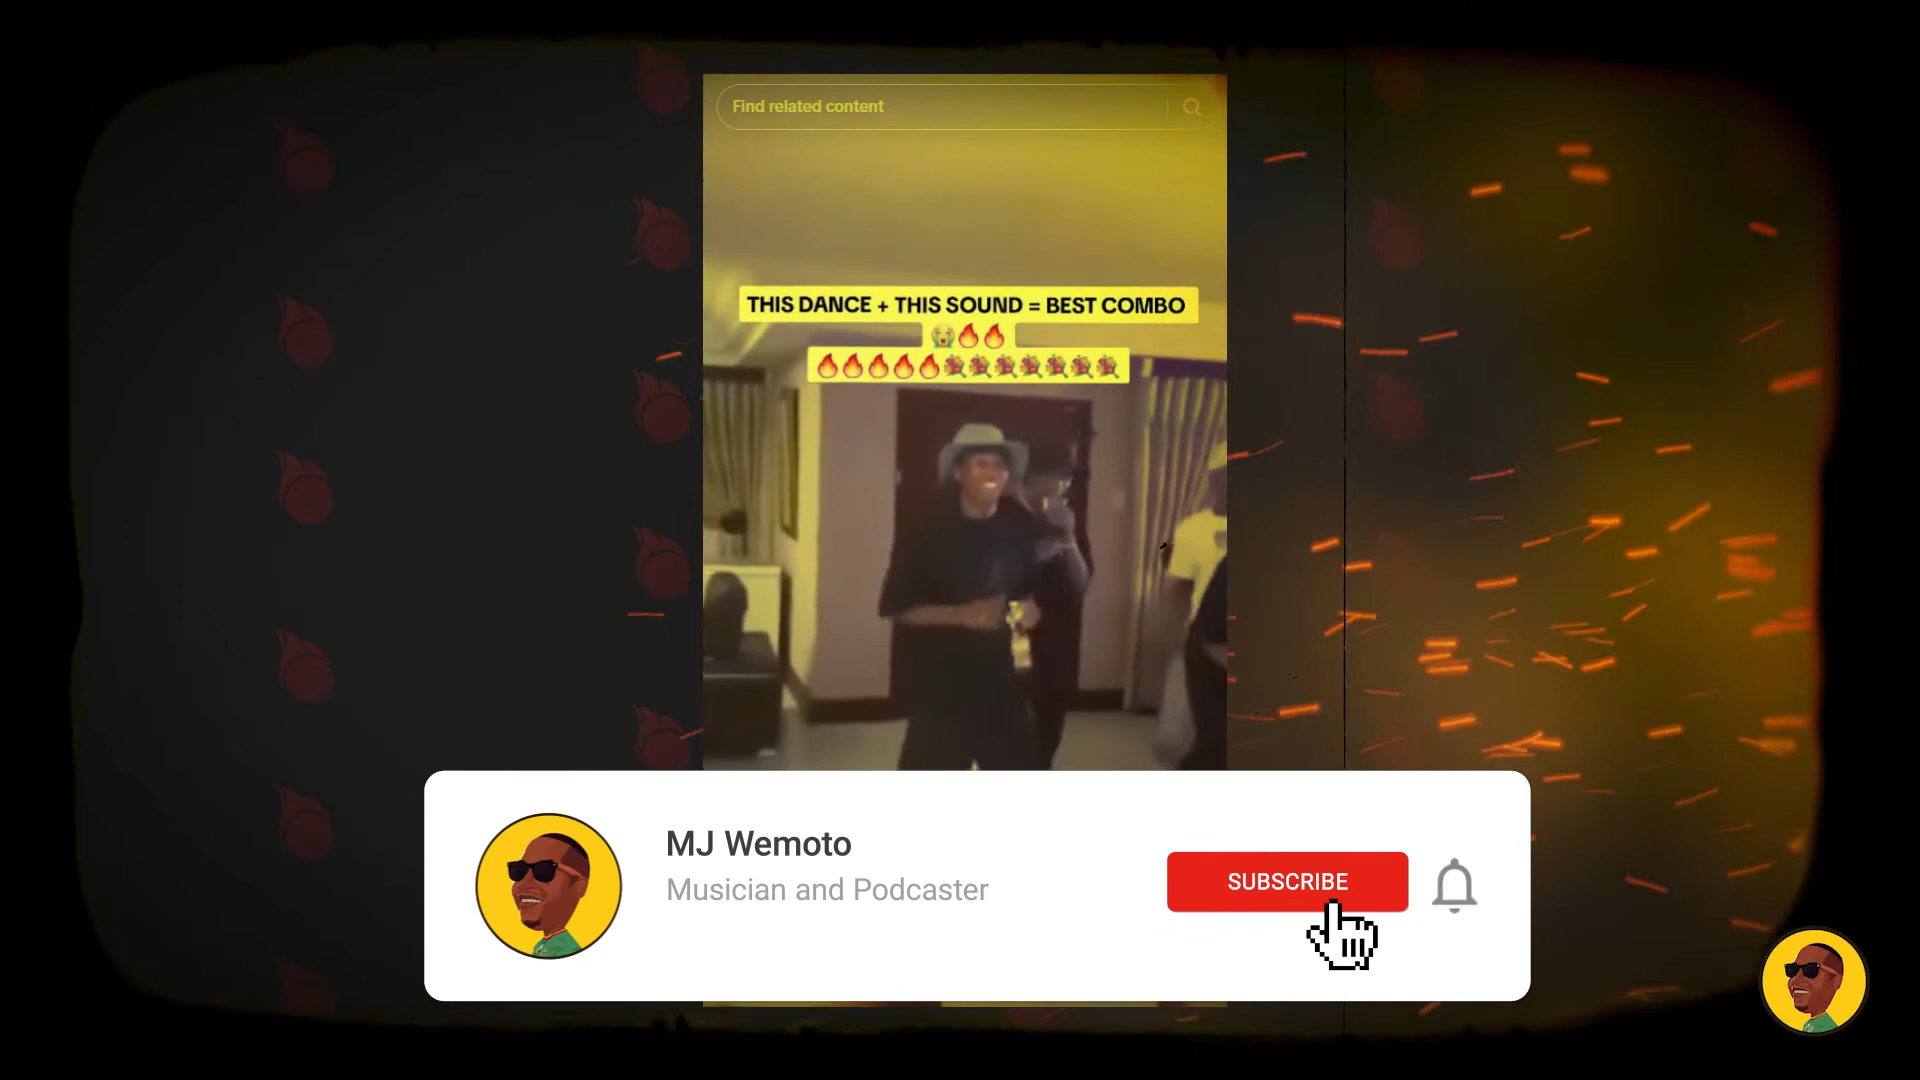 Find related content
THIS DANCE + THIS SOUND = BEST COMBO
😭🔥🔥
🔥🔥🔥🔥🔥💐💐💐💐💐💐💐
MJ Wemoto
Musician and Podcaster
SUBSCRIBE